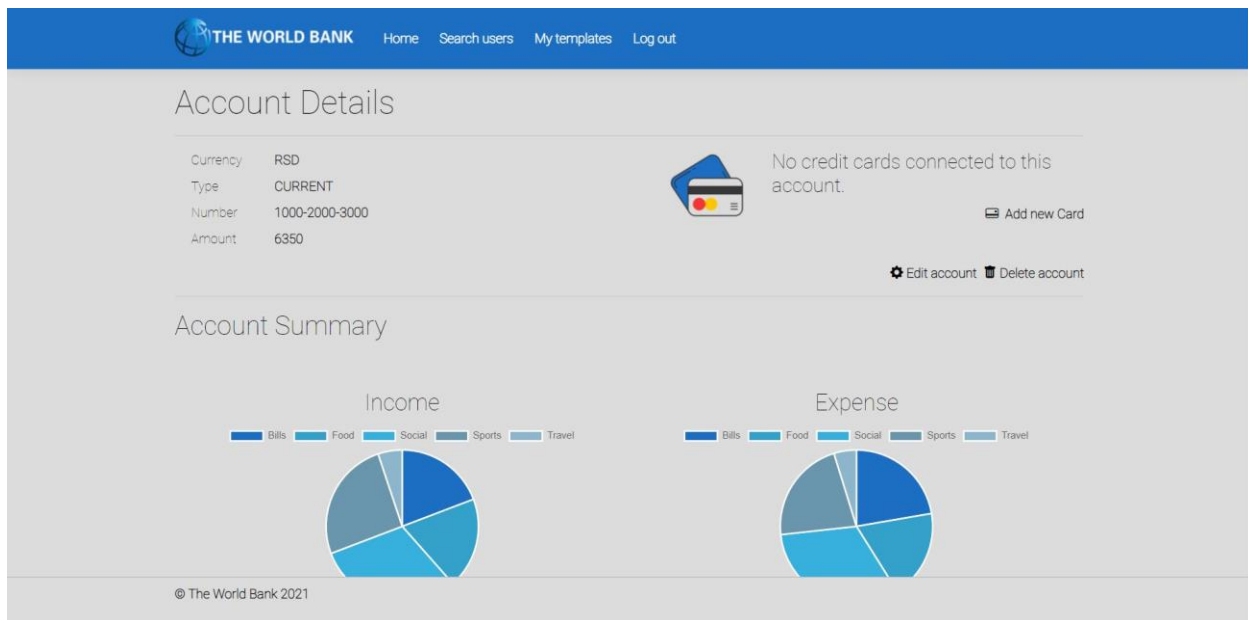 THE WORLD BANK Home Search users My templates Log out
Account Details
Currency RSD
Type CURRENT
Number 1000-2000-3000
Amount 6350
No credit cards connected to this
account.
Add new Card
Edit account Delete account
Account Summary
Income
Bills Food Social Sports Travel
Expense
Bills Food Social Sports Travel
© The World Bank 2021